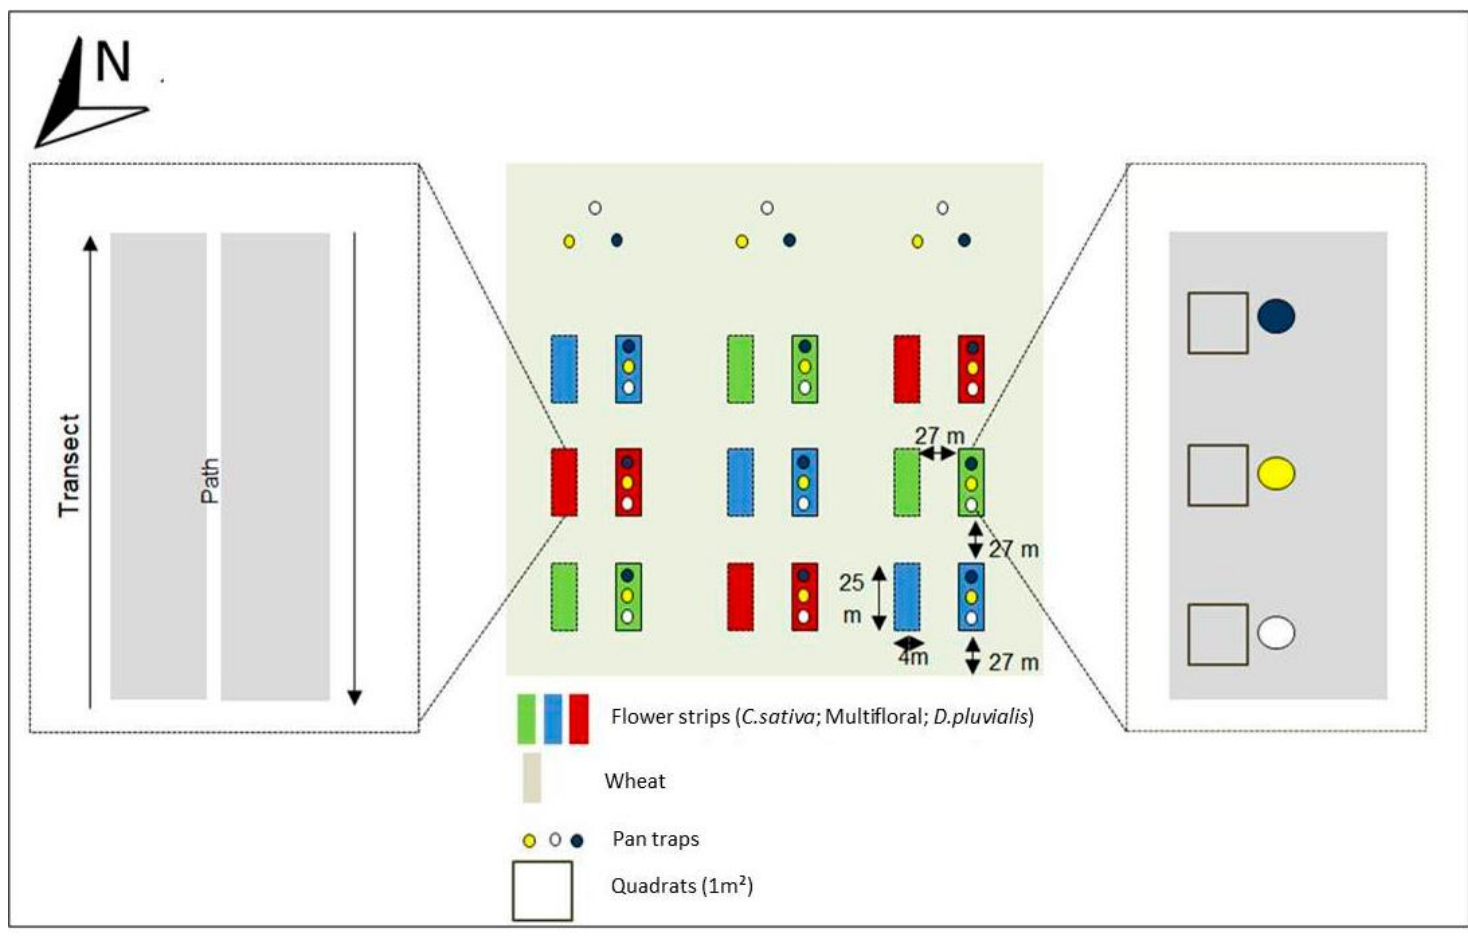 N
Transect
Path
27 m
27 m
25
m
4m
27 m
Flower strips (C.sativa; Multifloral; D.pluvialis)
Wheat
Pan traps
Quadrats (1m²)